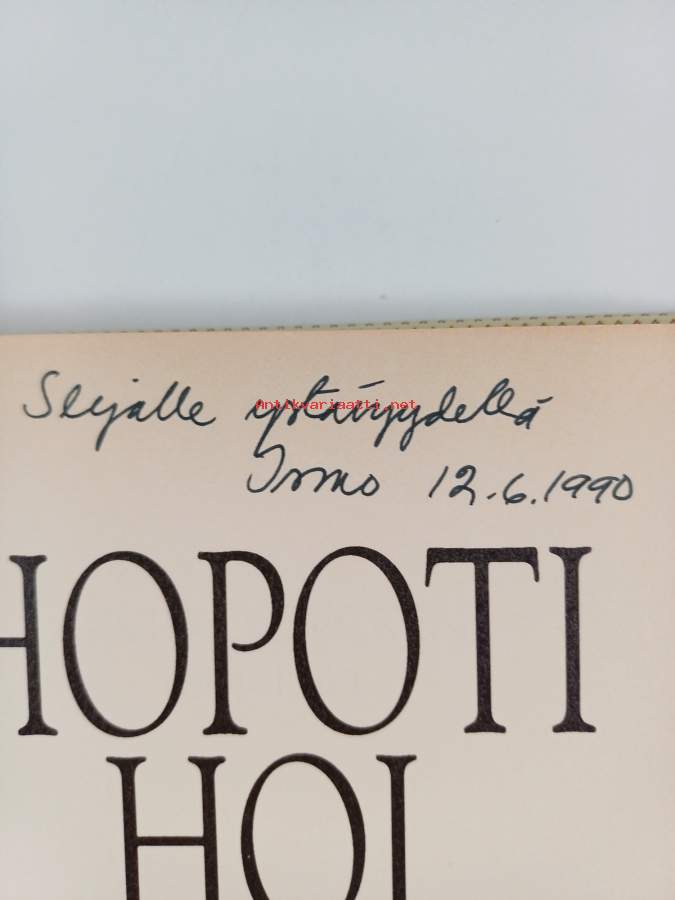 Seijalle ystävyydellä
Antikvariaatti.net
Irmo 12.6.1990
HOPOTI
HOI